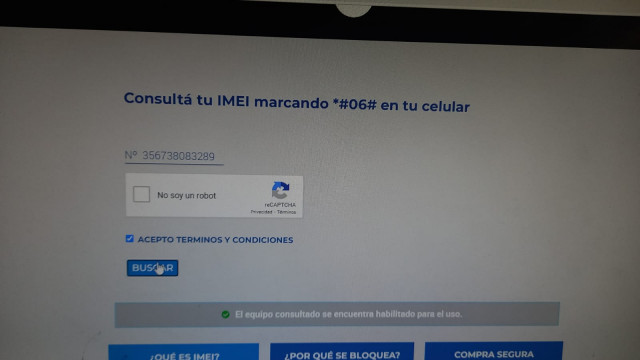 Consultá tu IMEI marcando *#06# en tu celular
Nº 356738083289
No soy un robot
reCAPTCHA
Privacidad - Términos
ACEPTO TERMINOS Y CONDICIONES
BUSCAR
El equipo consultado se encuentra habilitado para el uso.
¿QUÉ ES IMEI?
¿POR QUÉ SE BLOQUEA?
COMPRA SEGURA